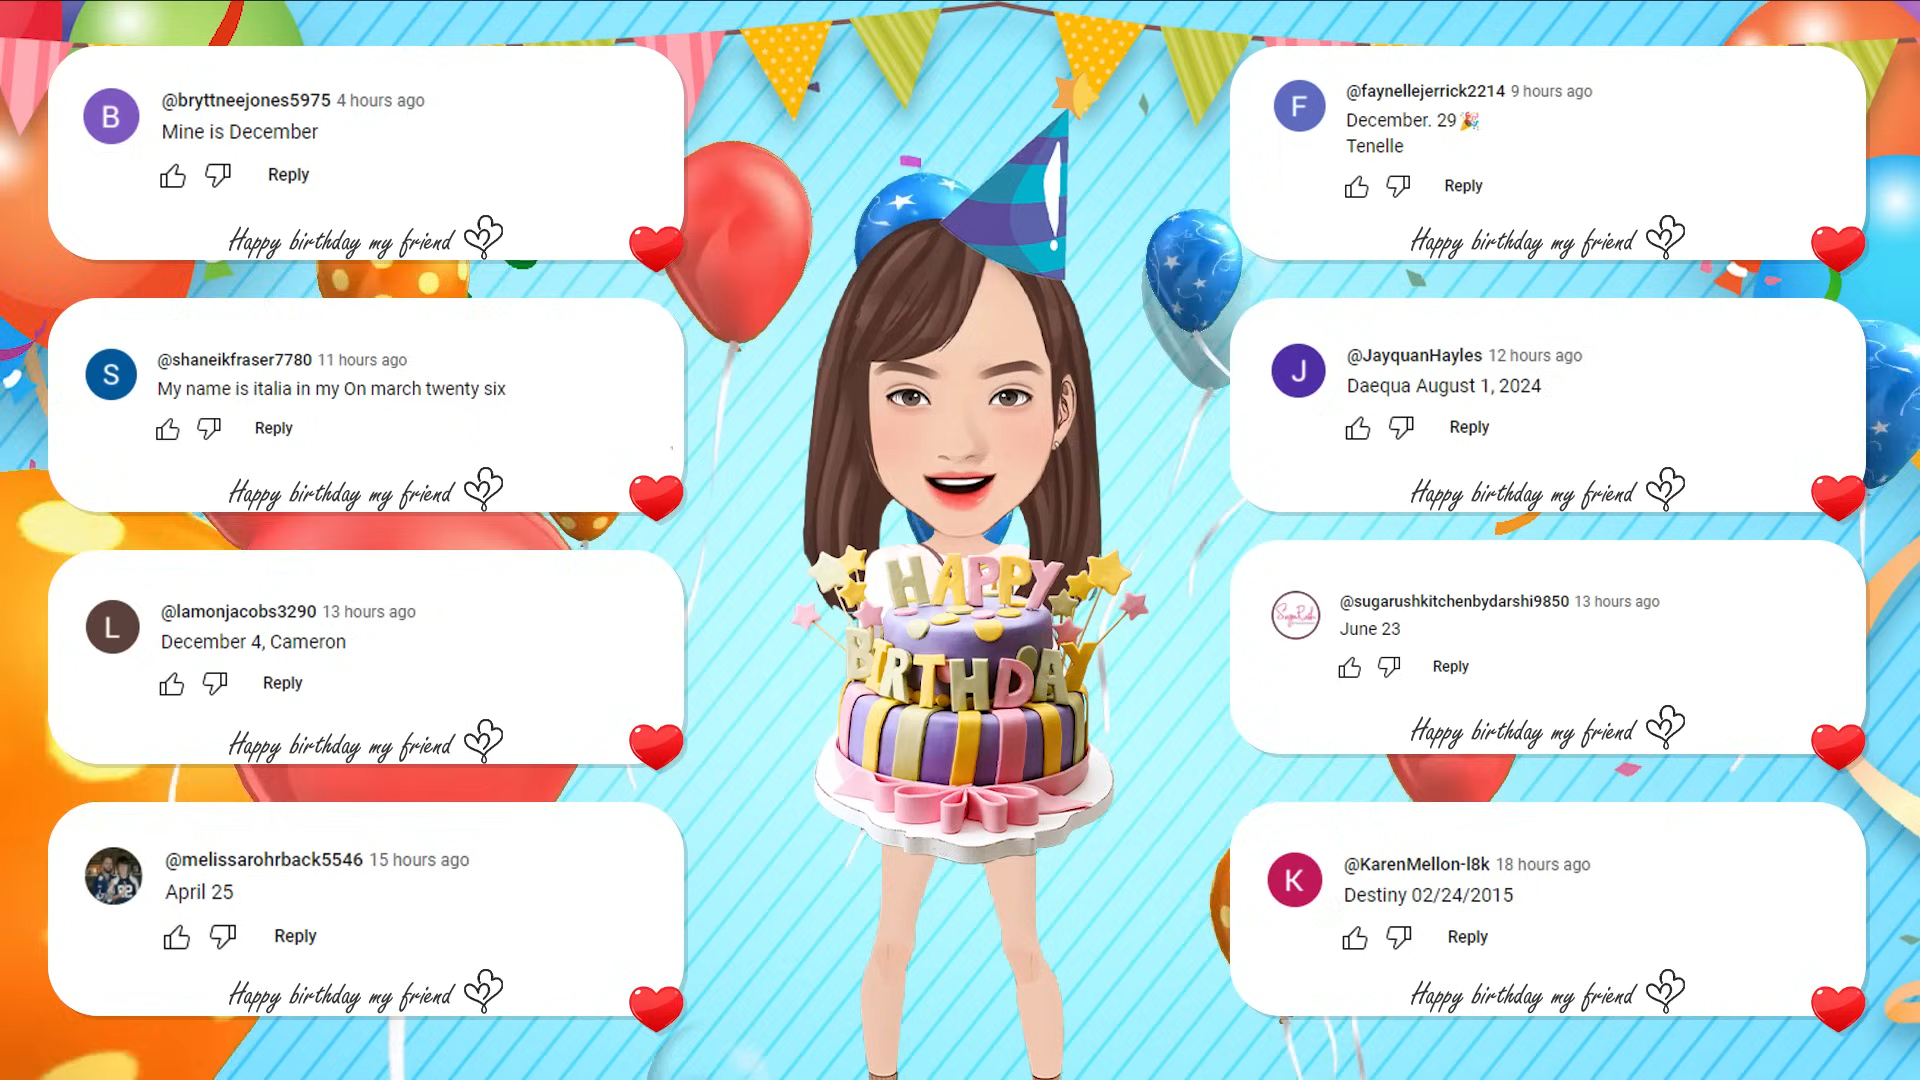 B
@bryttneejones5975 4 hours ago
Mine is December
Reply
Happy birthday my friend
S
@shaneikfraser7780 11 hours ago
My name is italia in my On march twenty six
Reply
Happy birthday my friend
L
@lamonjacobs3290 13 hours ago
December 4, Cameron
Reply
Happy birthday my friend
@melissarohrback5546 15 hours ago
April 25
Reply
Happy birthday my friend
HAPPY
BIRTHDAY
F
@faynellejerrick2214 9 hours ago
December. 29🎉
Tenelle
Reply
Happy birthday my friend
J
@JayquanHayles 12 hours ago
Daequa August 1, 2024
Reply
Happy birthday my friend
@sugarushkitchenbydarshi9850 13 hours ago
June 23
Reply
Happy birthday my friend
K
@KarenMellon-l8k 18 hours ago
Destiny 02/24/2015
Reply
Happy birthday my friend